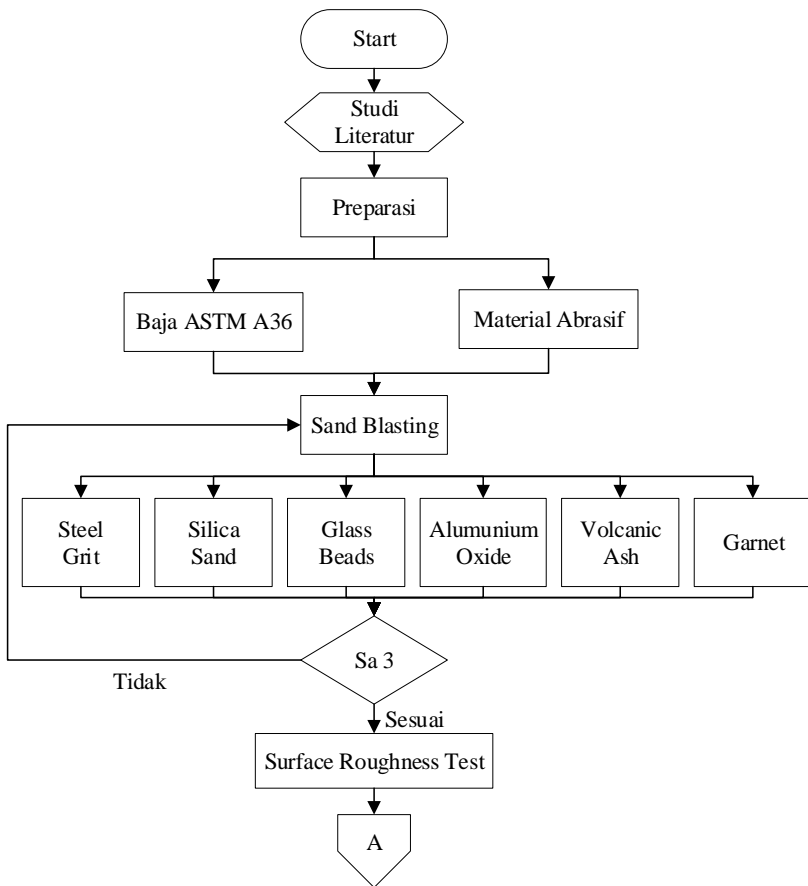 Start
Studi
Literatur
Preparasi
Baja ASTM A36
Material Abrasif
Sand Blasting
Steel
Grit
Silica
Sand
Glass
Beads
Alumunium
Oxide
Volcanic
Ash
Garnet
Sa 3
Tidak
Sesuai
Surface Roughness Test
A